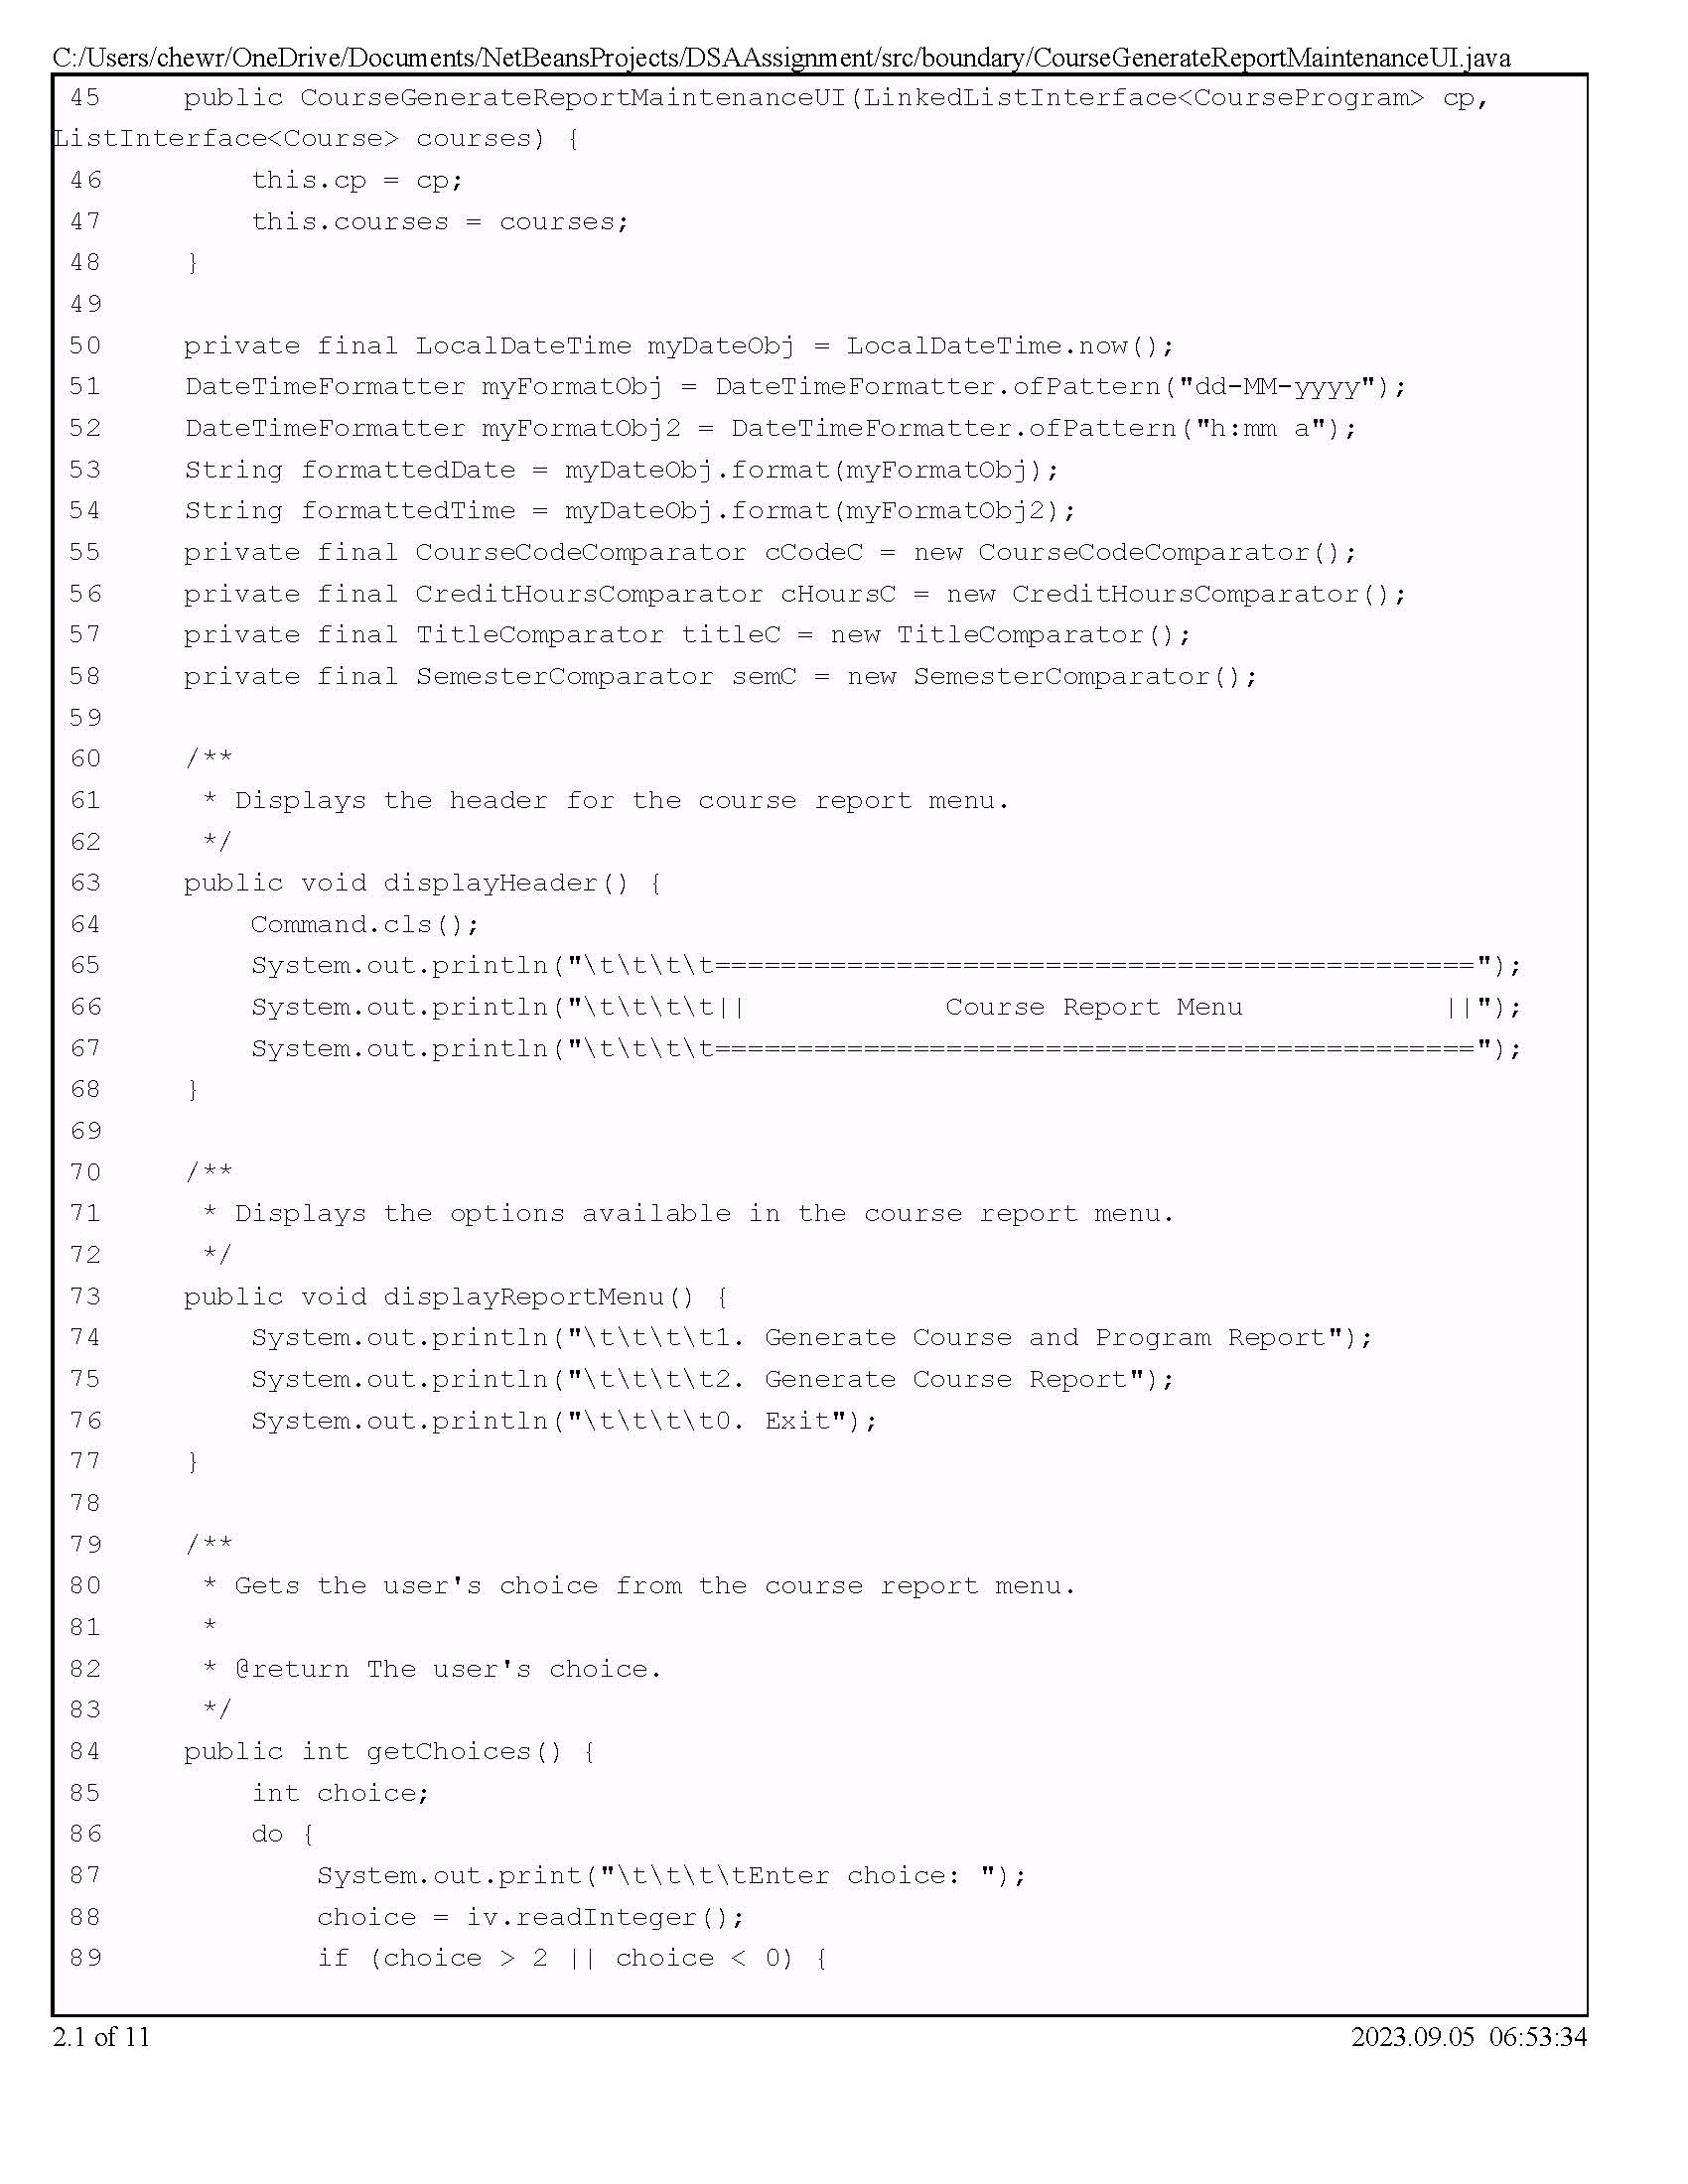 C:/Users/chewr/OneDrive/Documents/NetBeansProjects/DSAAssignment/src/boundary/CourseGenerateReportMaintenanceUI.java
45     public CourseGenerateReportMaintenanceUI(LinkedListInterface<CourseProgram> cp,
ListInterface<Course> courses) {
46         this.cp = cp;
47         this.courses = courses;
48     }
49
50     private final LocalDateTime myDateObj = LocalDateTime.now();
51     DateTimeFormatter myFormatObj = DateTimeFormatter.ofPattern("dd-MM-yyyy");
52     DateTimeFormatter myFormatObj2 = DateTimeFormatter.ofPattern("h:mm a");
53     String formattedDate = myDateObj.format(myFormatObj);
54     String formattedTime = myDateObj.format(myFormatObj2);
55     private final CourseCodeComparator cCodeC = new CourseCodeComparator();
56     private final CreditHoursComparator cHoursC = new CreditHoursComparator();
57     private final TitleComparator titleC = new TitleComparator();
58     private final SemesterComparator semC = new SemesterComparator();
59
60     /**
61      * Displays the header for the course report menu.
62      */
63     public void displayHeader() {
64         Command.cls();
65         System.out.println("\t\t\t\t==============================================");
66         System.out.println("\t\t\t\t||            Course Report Menu            ||");
67         System.out.println("\t\t\t\t==============================================");
68     }
69
70     /**
71      * Displays the options available in the course report menu.
72      */
73     public void displayReportMenu() {
74         System.out.println("\t\t\t\t1. Generate Course and Program Report");
75         System.out.println("\t\t\t\t2. Generate Course Report");
76         System.out.println("\t\t\t\t0. Exit");
77     }
78
79     /**
80      * Gets the user's choice from the course report menu.
81      *
82      * @return The user's choice.
83      */
84     public int getChoices() {
85         int choice;
86         do {
87             System.out.print("\t\t\t\tEnter choice: ");
88             choice = iv.readInteger();
89             if (choice > 2 || choice < 0) {
2.1 of 11
2023.09.05  06:53:34